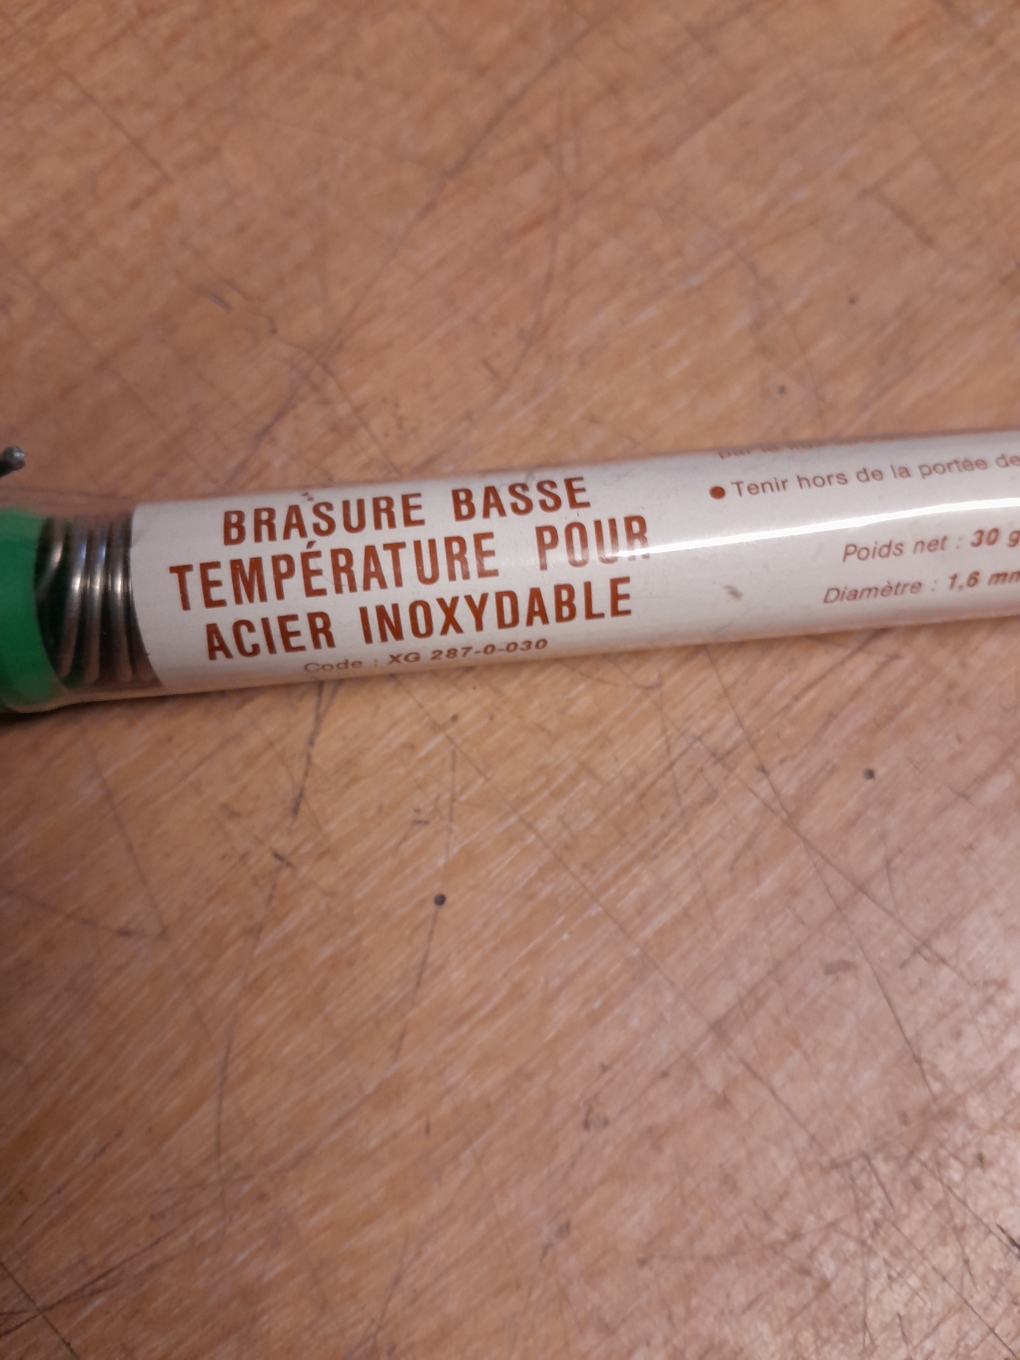 BRASURE BASSE
TEMPÉRATURE POUR
ACIER INOXYDABLE
Code : XG 287-0-030
● Tenir hors de la portée de
Poids net : 30 g
Diamètre : 1,6 mm